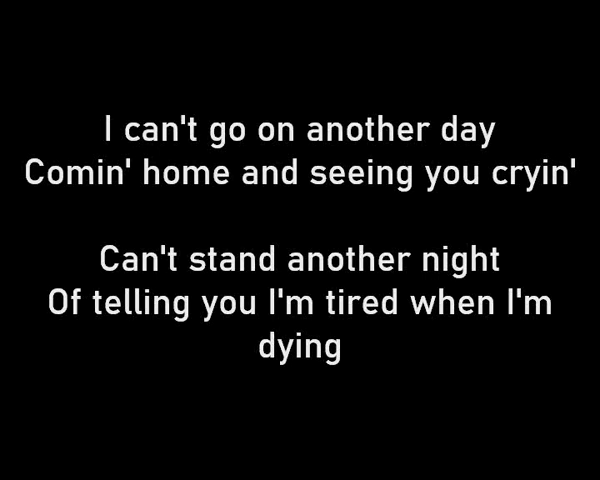 I can't go on another day
Comin' home and seeing you cryin'
Can't stand another night
Of telling you I'm tired when I'm
dying